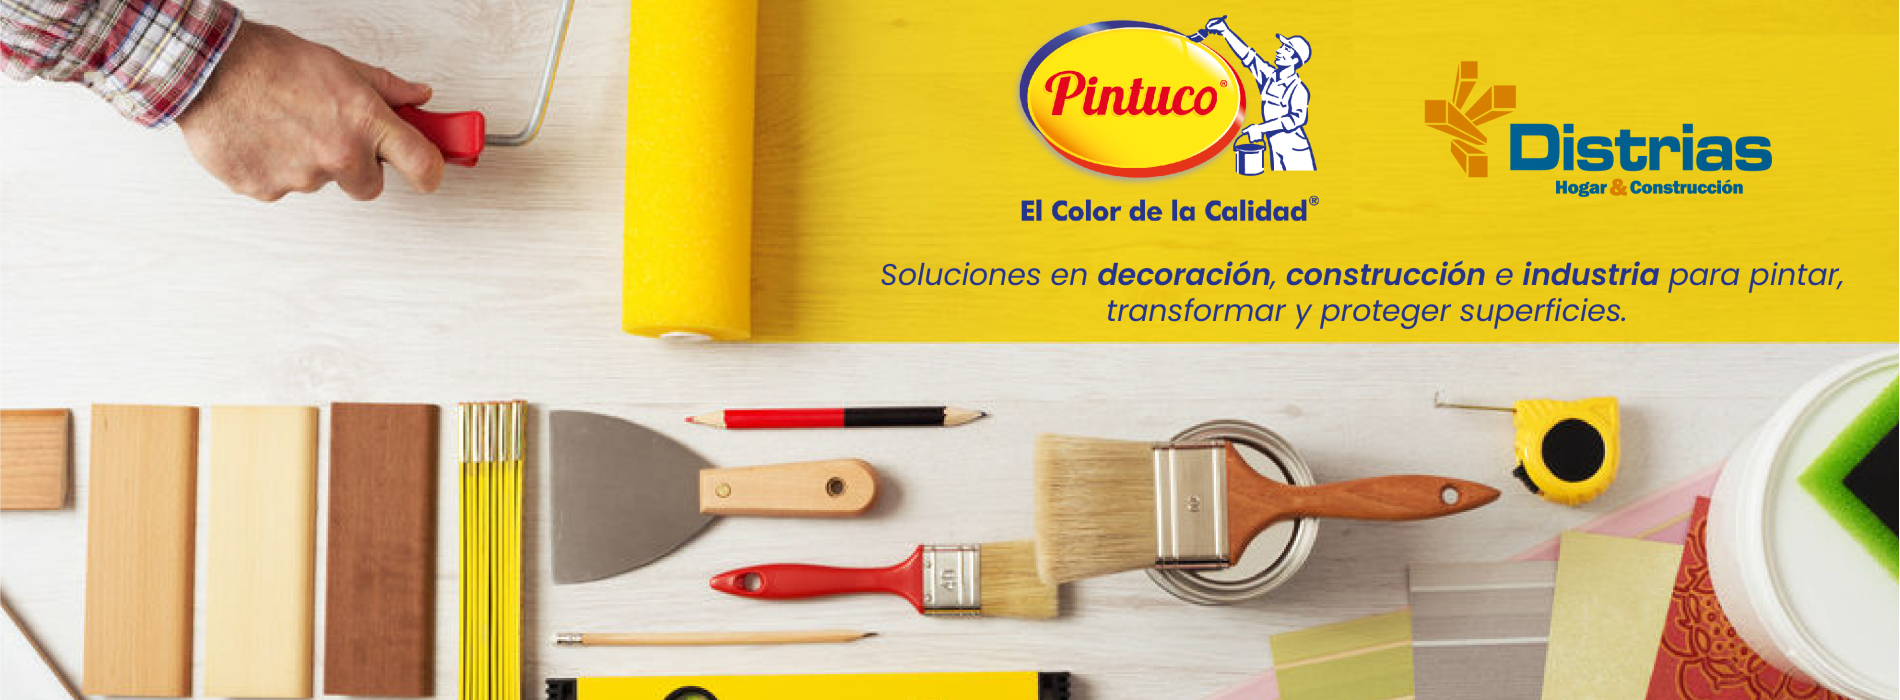 Pintuco®
El Color de la Calidad®
Distrias
Hogar & Construcción
Soluciones en decoración, construcción e industria para pintar,
transformar y proteger superficies.
40